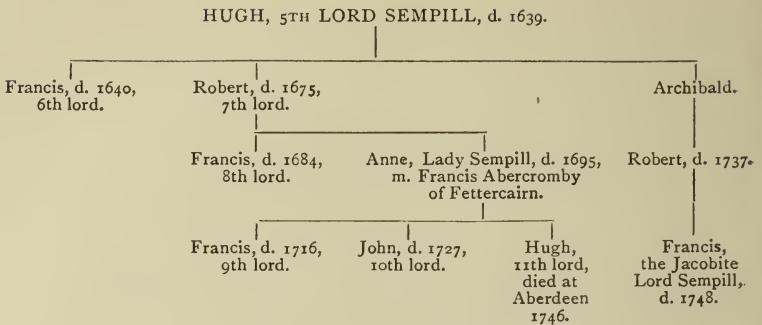 HUGH, 5TH LORD SEMPILL, d. 1639.
Francis, d. 1640,
6th lord.
Robert, d. 1675,
7th lord.
Archibald.
Francis, d. 1684,
8th lord.
Anne, Lady Sempill, d. 1695,
m. Francis Abercromby
of Fettercairn.
Robert, d. 1737.
Francis, d. 1716,
9th lord.
John, d. 1727,
10th lord.
Hugh,
11th lord,
died at
Aberdeen
1746.
Francis,
the Jacobite
Lord Sempill,
d. 1748.